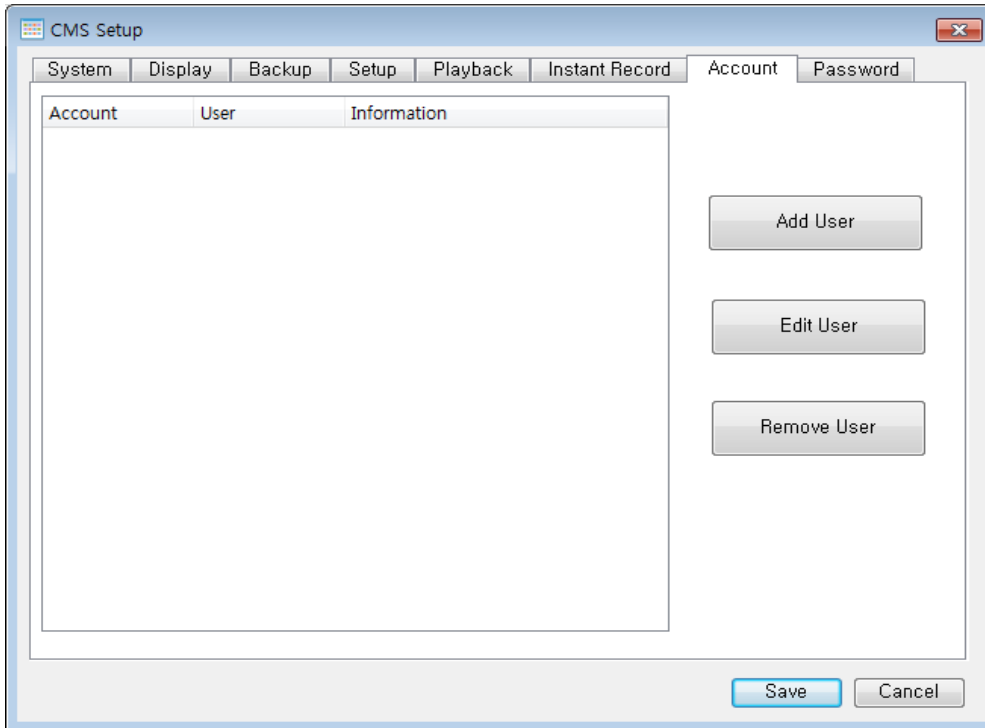 CMS Setup
System Display Backup Setup Playback Instant Record Account Password
Account User Information
Add User
Edit User
Remove User
Save Cancel